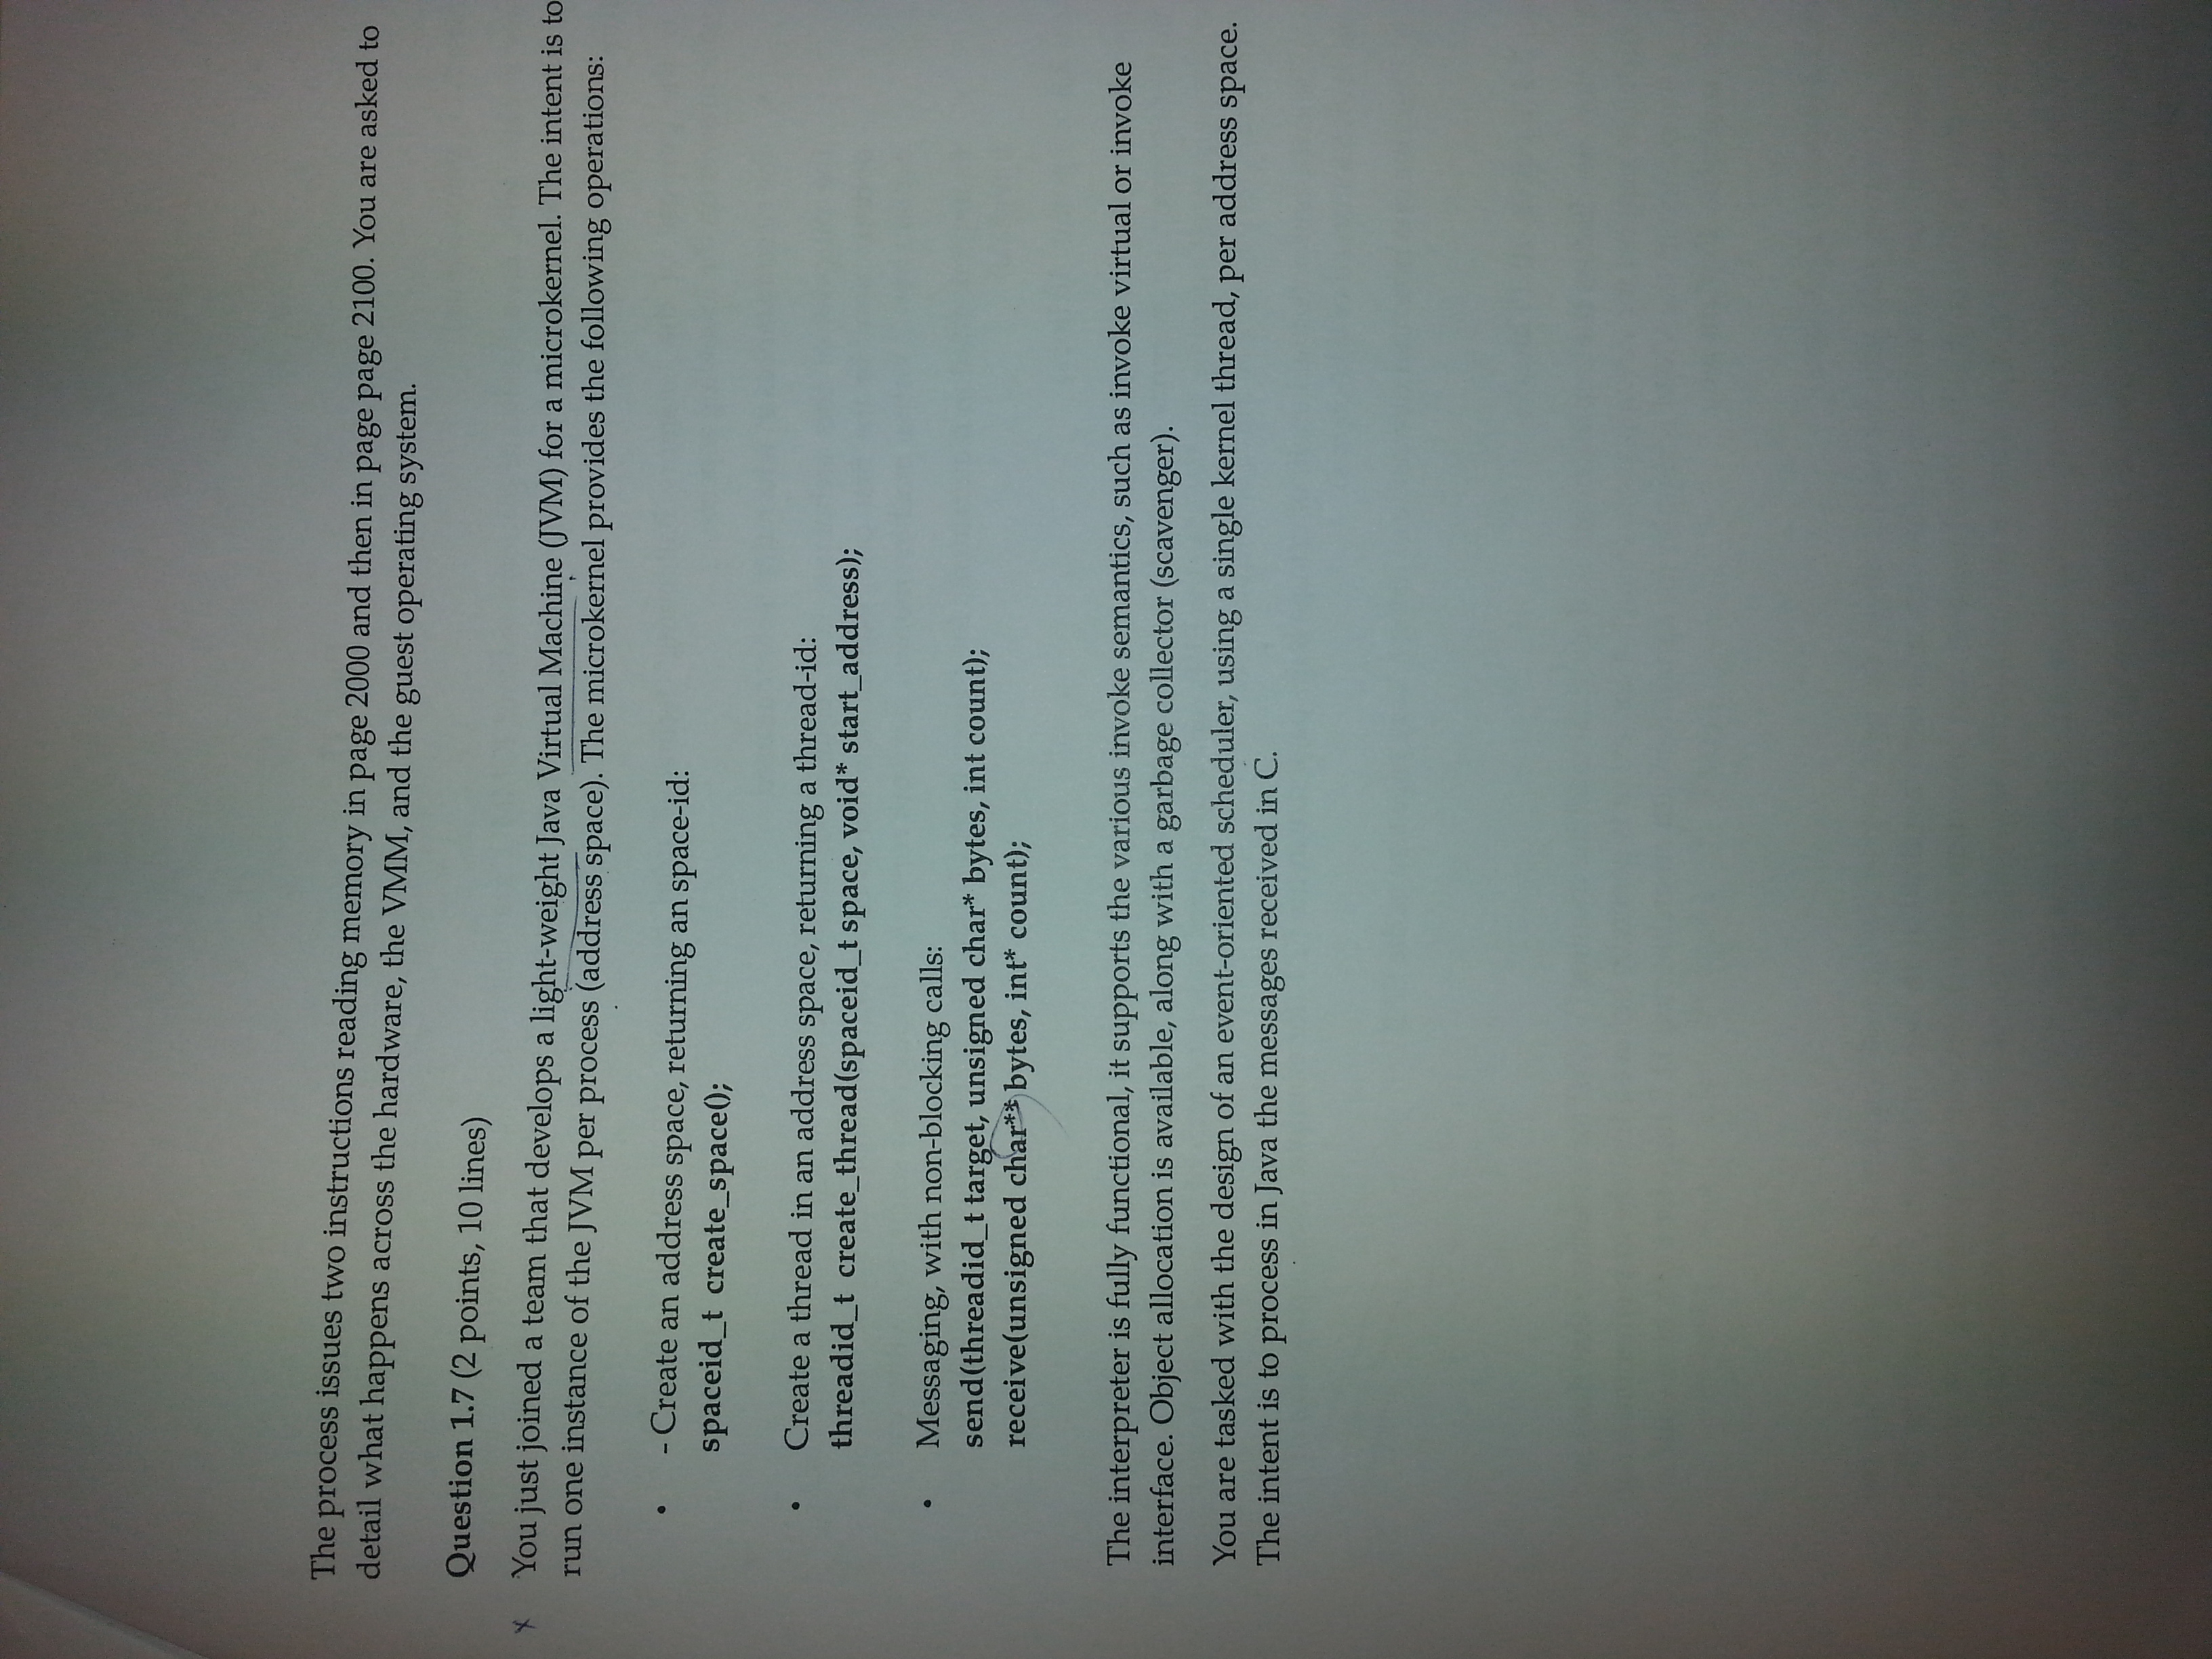 The process issues two instructions reading memory in page 2000 and then in page page 2100. You are asked to
detail what happens across the hardware, the VMM, and the guest operating system.
Question 1.7 (2 points, 10 lines)
x You just joined a team that develops a light-weight Java Virtual Machine (JVM) for a microkernel. The intent is to
run one instance of the JVM per process (address space). The microkernel provides the following operations:
• - Create an address space, returning an space-id:
spaceid_t create_space();
• Create a thread in an address space, returning a thread-id:
threadid_t create_thread(spaceid_t space, void* start_address);
• Messaging, with non-blocking calls:
send(threadid_t target, unsigned char* bytes, int count);
receive(unsigned char** bytes, int* count);
The interpreter is fully functional, it supports the various invoke semantics, such as invoke virtual or invoke
interface. Object allocation is available, along with a garbage collector (scavenger).
You are tasked with the design of an event-oriented scheduler, using a single kernel thread, per address space.
The intent is to process in Java the messages received in C.